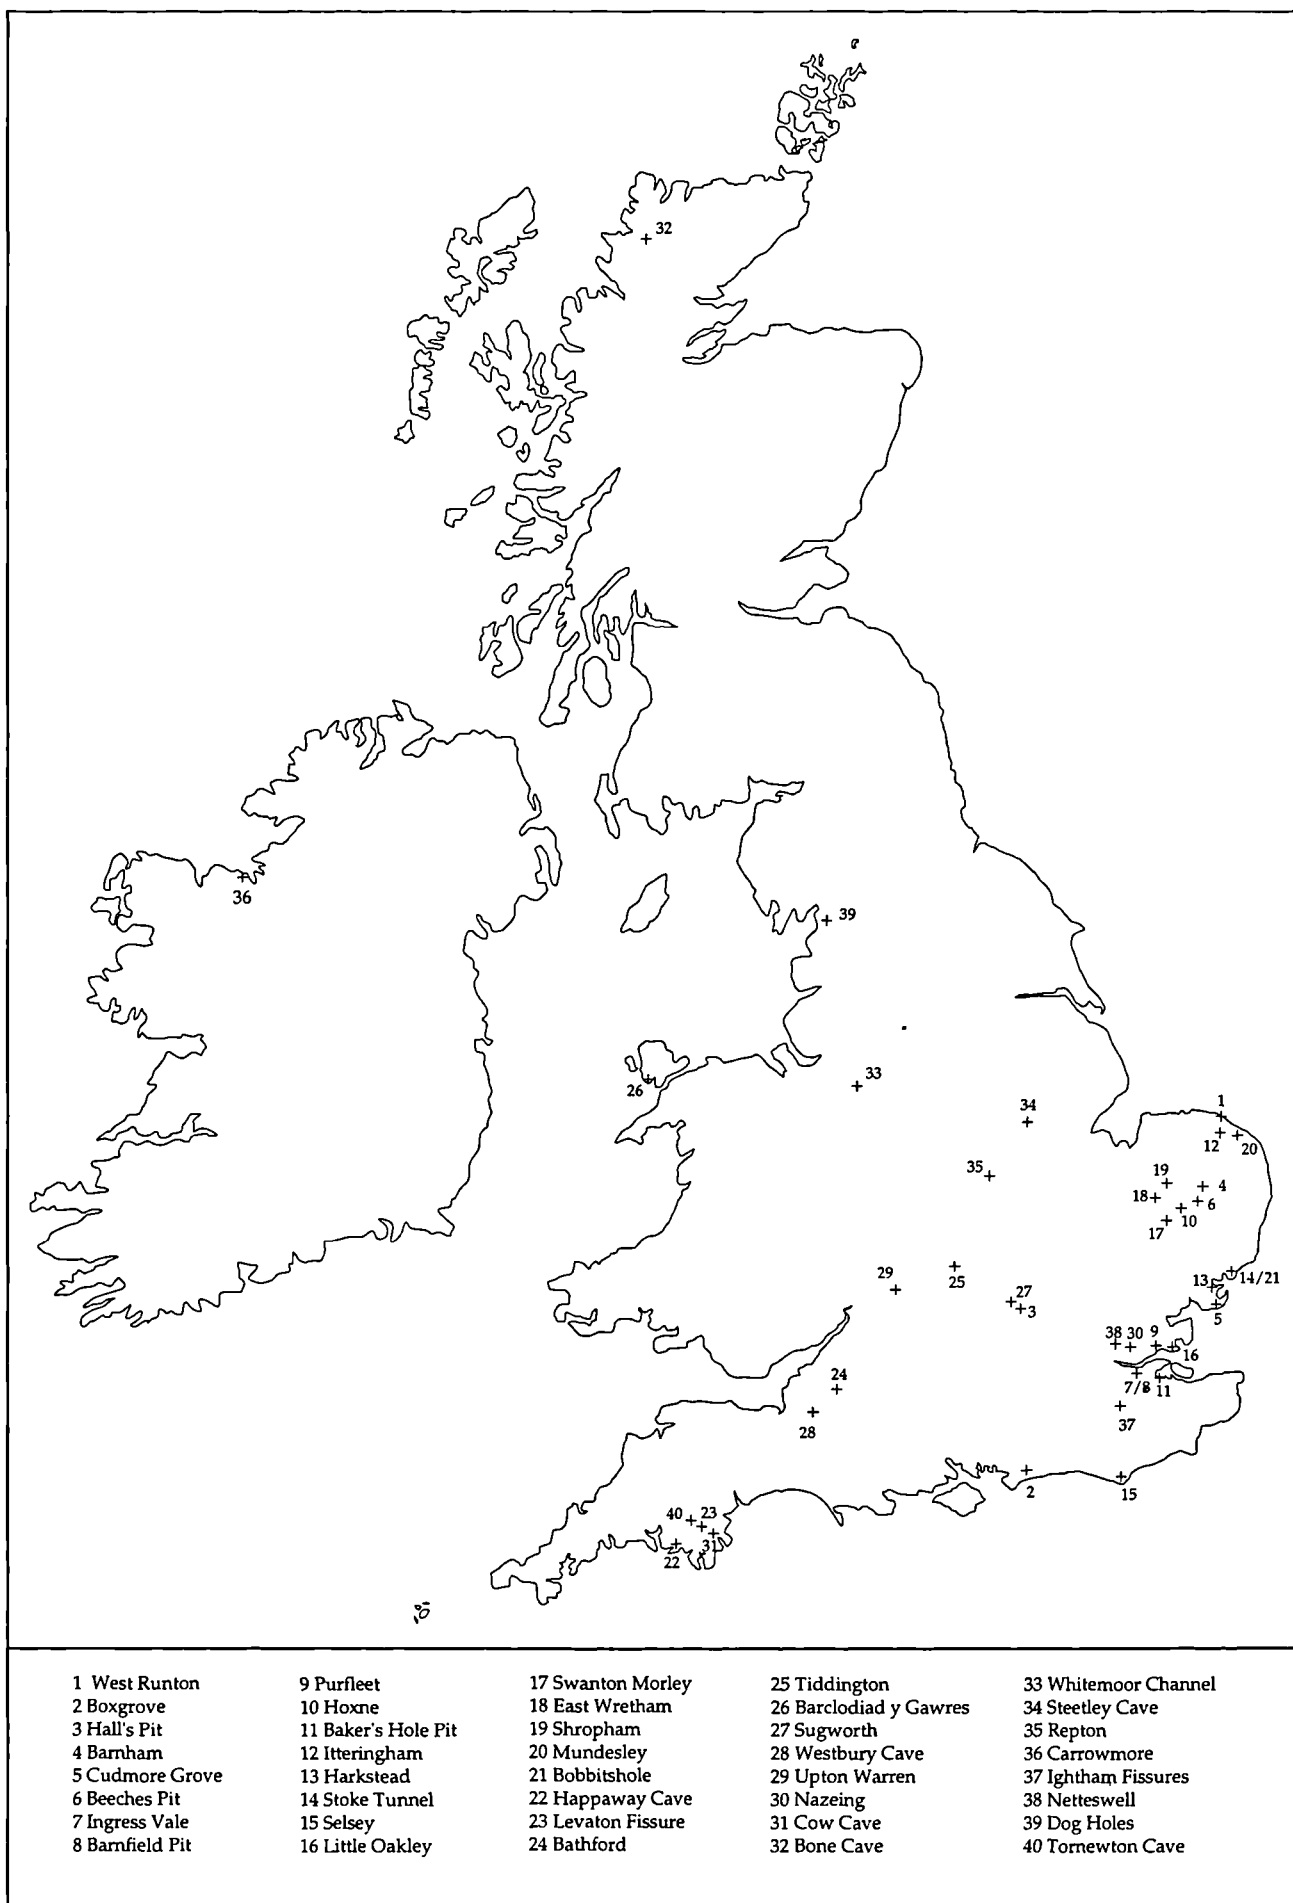 32
36
39
26
33
34
1
12
20
35
19
18
4
6
10
17
29
25
27
3
13
14/21
5
38
30
9
16
7/8
11
37
24
28
2
15
40
23
22
31
1 West Runton
2 Boxgrove
3 Hall's Pit
4 Barnham
5 Cudmore Grove
6 Beeches Pit
7 Ingress Vale
8 Barnfield Pit
9 Purfleet
10 Hoxne
11 Baker's Hole Pit
12 Itteringham
13 Harkstead
14 Stoke Tunnel
15 Selsey
16 Little Oakley
17 Swanton Morley
18 East Wretham
19 Shropham
20 Mundesley
21 Bobbitshole
22 Happaway Cave
23 Levaton Fissure
24 Bathford
25 Tiddington
26 Barclodiad y Gawres
27 Sugworth
28 Westbury Cave
29 Upton Warren
30 Nazeing
31 Cow Cave
32 Bone Cave
33 Whitemoor Channel
34 Steetley Cave
35 Repton
36 Carrowmore
37 Ightham Fissures
38 Netteswell
39 Dog Holes
40 Tornewton Cave